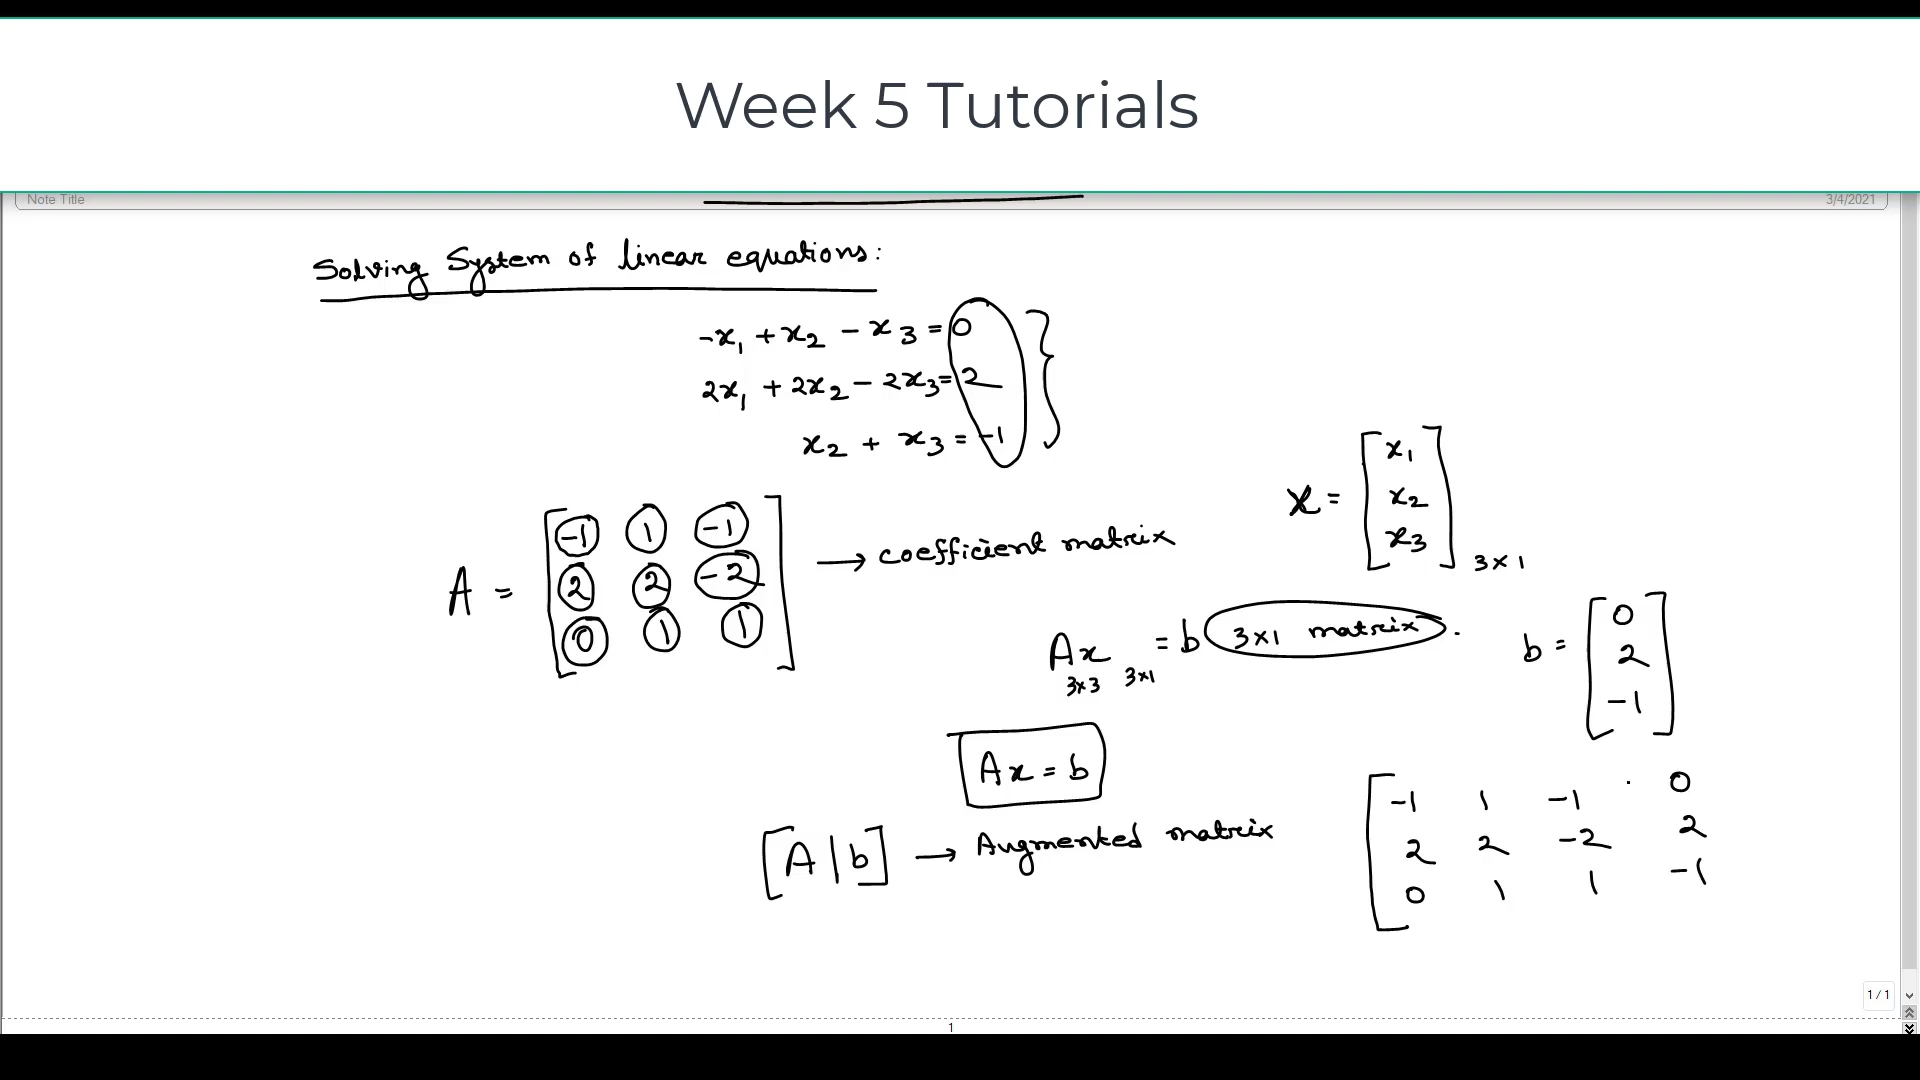 Week 5 Tutorials
Note Title 3/4/2021
Solving System of linear equations:
-x₁ + x₂ - x₃ = 0
2x₁ + 2x₂ - 2x₃ = 2
x₂ + x₃ = -1
A = [ -1 1 -1
2 2 -2
0 1 1 ] → coefficient matrix
x = [ x₁
x₂
x₃ ] 3×1
Ax = b 3×1 matrix.
3×3 3×1
b = [ 0
2
-1 ]
Ax = b
[A | b] → Augmented matrix
[ -1 1 -1 0
2 2 -2 2
0 1 1 -1
1 / 1
1